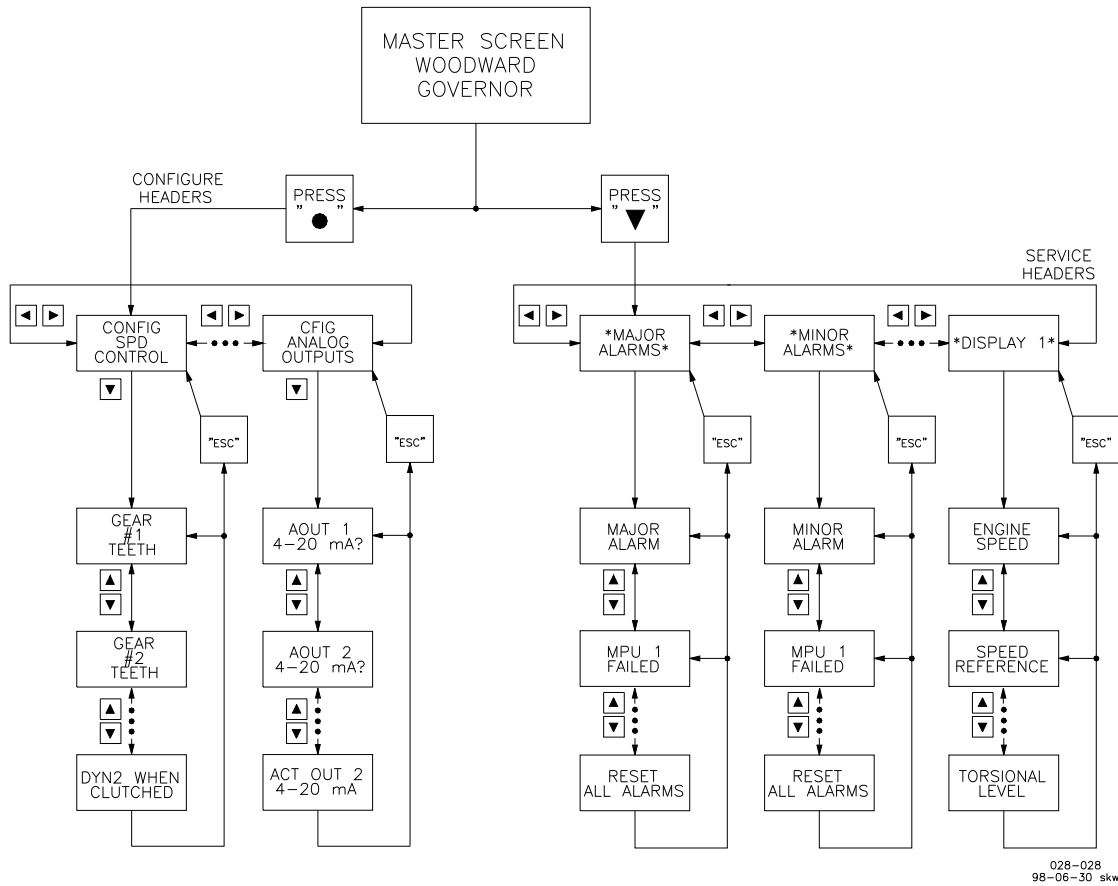 MASTER SCREEN
WOODWARD
GOVERNOR
CONFIGURE
HEADERS
PRESS
" ● "
PRESS
" ▼ "
SERVICE
HEADERS
CONFIG
SPD
CONTROL
CFIG
ANALOG
OUTPUTS
*MAJOR
ALARMS*
*MINOR
ALARMS*
*DISPLAY 1*
"ESC"
"ESC"
"ESC"
"ESC"
"ESC"
GEAR
#1
TEETH
AOUT 1
4-20 mA?
MAJOR
ALARM
MINOR
ALARM
ENGINE
SPEED
GEAR
#2
TEETH
AOUT 2
4-20 mA?
MPU 1
FAILED
MPU 1
FAILED
SPEED
REFERENCE
DYN2 WHEN
CLUTCHED
ACT OUT 2
4-20 mA
RESET
ALL ALARMS
RESET
ALL ALARMS
TORSIONAL
LEVEL
028-028
98-06-30 skw